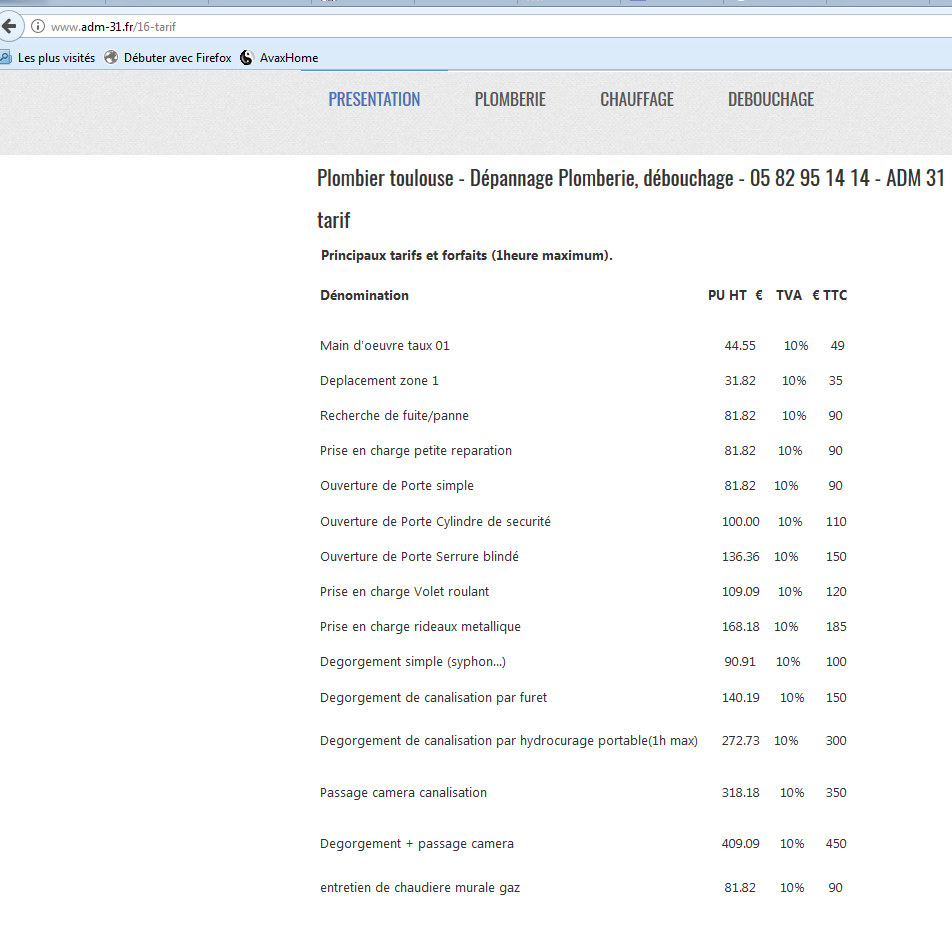 www.adm-31.fr/16-tarif
Les plus visités Débuter avec Firefox AvaxHome
PRESENTATION PLOMBERIE CHAUFFAGE DEBOUCHAGE
Plombier toulouse - Dépannage Plomberie, débouchage - 05 82 95 14 14 - ADM 31
tarif
Principaux tarifs et forfaits (1heure maximum).
Dénomination PU HT € TVA € TTC
Main d'oeuvre taux 01 44.55 10% 49
Deplacement zone 1 31.82 10% 35
Recherche de fuite/panne 81.82 10% 90
Prise en charge petite reparation 81.82 10% 90
Ouverture de Porte simple 81.82 10% 90
Ouverture de Porte Cylindre de securité 100.00 10% 110
Ouverture de Porte Serrure blindé 136.36 10% 150
Prise en charge Volet roulant 109.09 10% 120
Prise en charge rideaux metallique 168.18 10% 185
Degorgement simple (syphon...) 90.91 10% 100
Degorgement de canalisation par furet 140.19 10% 150
Degorgement de canalisation par hydrocurage portable(1h max) 272.73 10% 300
Passage camera canalisation 318.18 10% 350
Degorgement + passage camera 409.09 10% 450
entretien de chaudiere murale gaz 81.82 10% 90